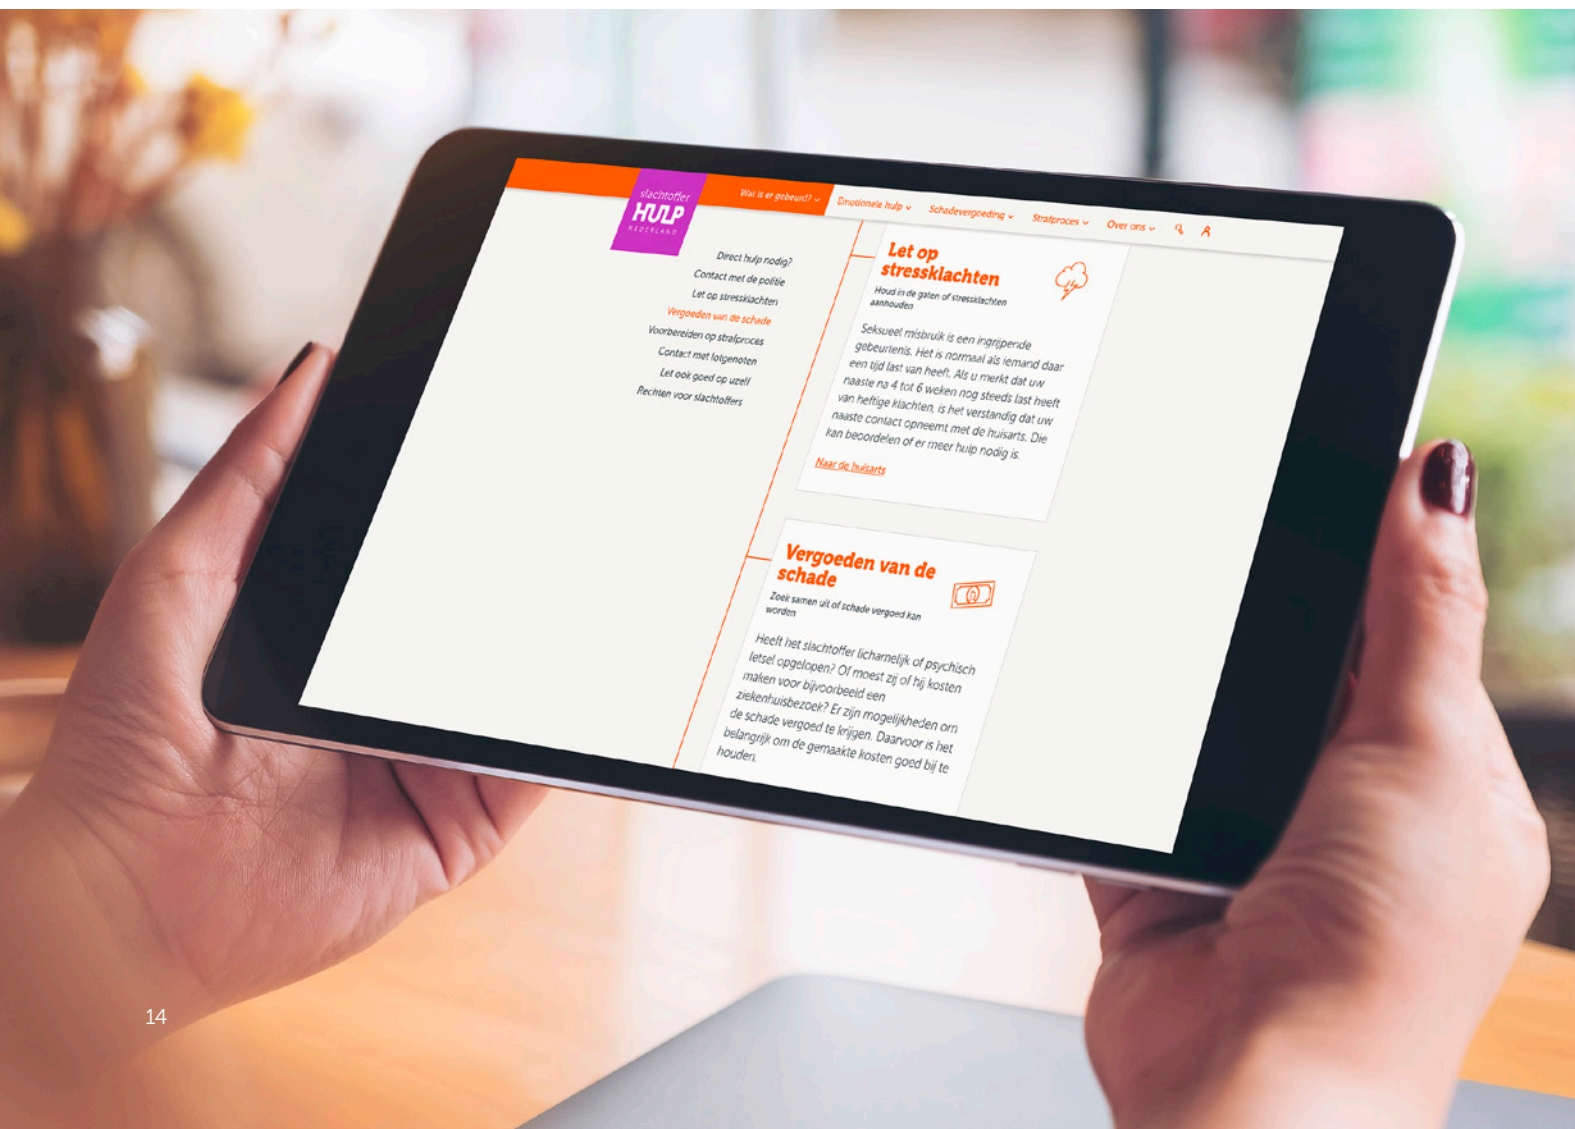 slachtoffer
HULP
NEDERLAND
Wat is er gebeurd?
Emotionele hulp
Schadevergoeding
Strafproces
Over ons
Direct hulp nodig?
Contact met de politie
Let op stressklachten
Vergoeden van de schade
Voorbereiden op strafproces
Contact met lotgenoten
Let ook goed op uzelf
Rechten voor slachtoffers
Let op
stressklachten
Houd in de gaten of stressklachten
aanhouden
Seksueel misbruik is een ingrijpende
gebeurtenis. Het is normaal als iemand daar
een tijd last van heeft. Als u merkt dat uw
naaste na 4 tot 6 weken nog steeds last heeft
van heftige klachten, is het verstandig dat uw
naaste contact opneemt met de huisarts. Die
kan beoordelen of er meer hulp nodig is.
Naar de huisarts
Vergoeden van de
schade
Zoek samen uit of schade vergoed kan
worden
Heeft het slachtoffer lichamelijk of psychisch
letsel opgelopen? Of moest zij of hij kosten
maken voor bijvoorbeeld een
ziekenhuisbezoek? Er zijn mogelijkheden om
de schade vergoed te krijgen. Daarvoor is het
belangrijk om de gemaakte kosten goed bij te
houden.
14